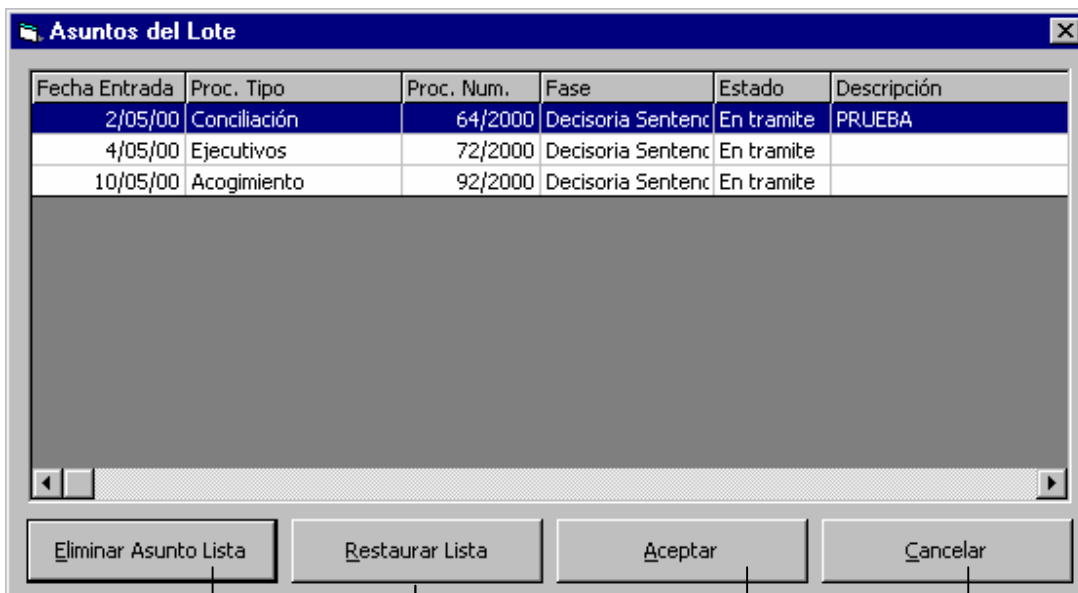 Asuntos del Lote
Fecha Entrada Proc. Tipo Proc. Num. Fase Estado Descripción
2/05/00 Conciliación 64/2000 Decisoria Sentenc En tramite PRUEBA
4/05/00 Ejecutivos 72/2000 Decisoria Sentenc En tramite
10/05/00 Acogimiento 92/2000 Decisoria Sentenc En tramite
Eliminar Asunto Lista Restaurar Lista Aceptar Cancelar